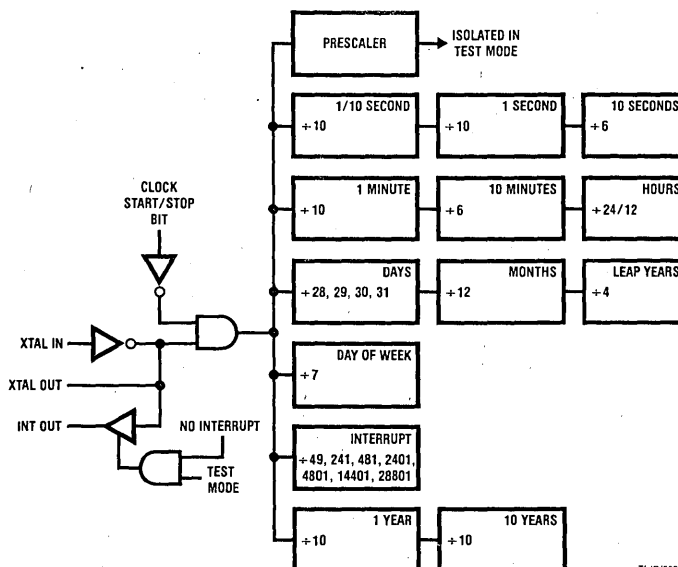 PRESCALER
ISOLATED IN
TEST MODE
1/10 SECOND
÷10
1 SECOND
÷10
10 SECONDS
÷6
CLOCK
START/STOP
BIT
1 MINUTE
÷10
10 MINUTES
÷6
HOURS
÷24/12
DAYS
÷28, 29, 30, 31
MONTHS
÷12
LEAP YEARS
÷4
XTAL IN
XTAL OUT
INT OUT
NO INTERRUPT
TEST
MODE
DAY OF WEEK
÷7
INTERRUPT
÷49, 241, 481, 2401,
4801, 14401, 28801
1 YEAR
÷10
10 YEARS
÷10